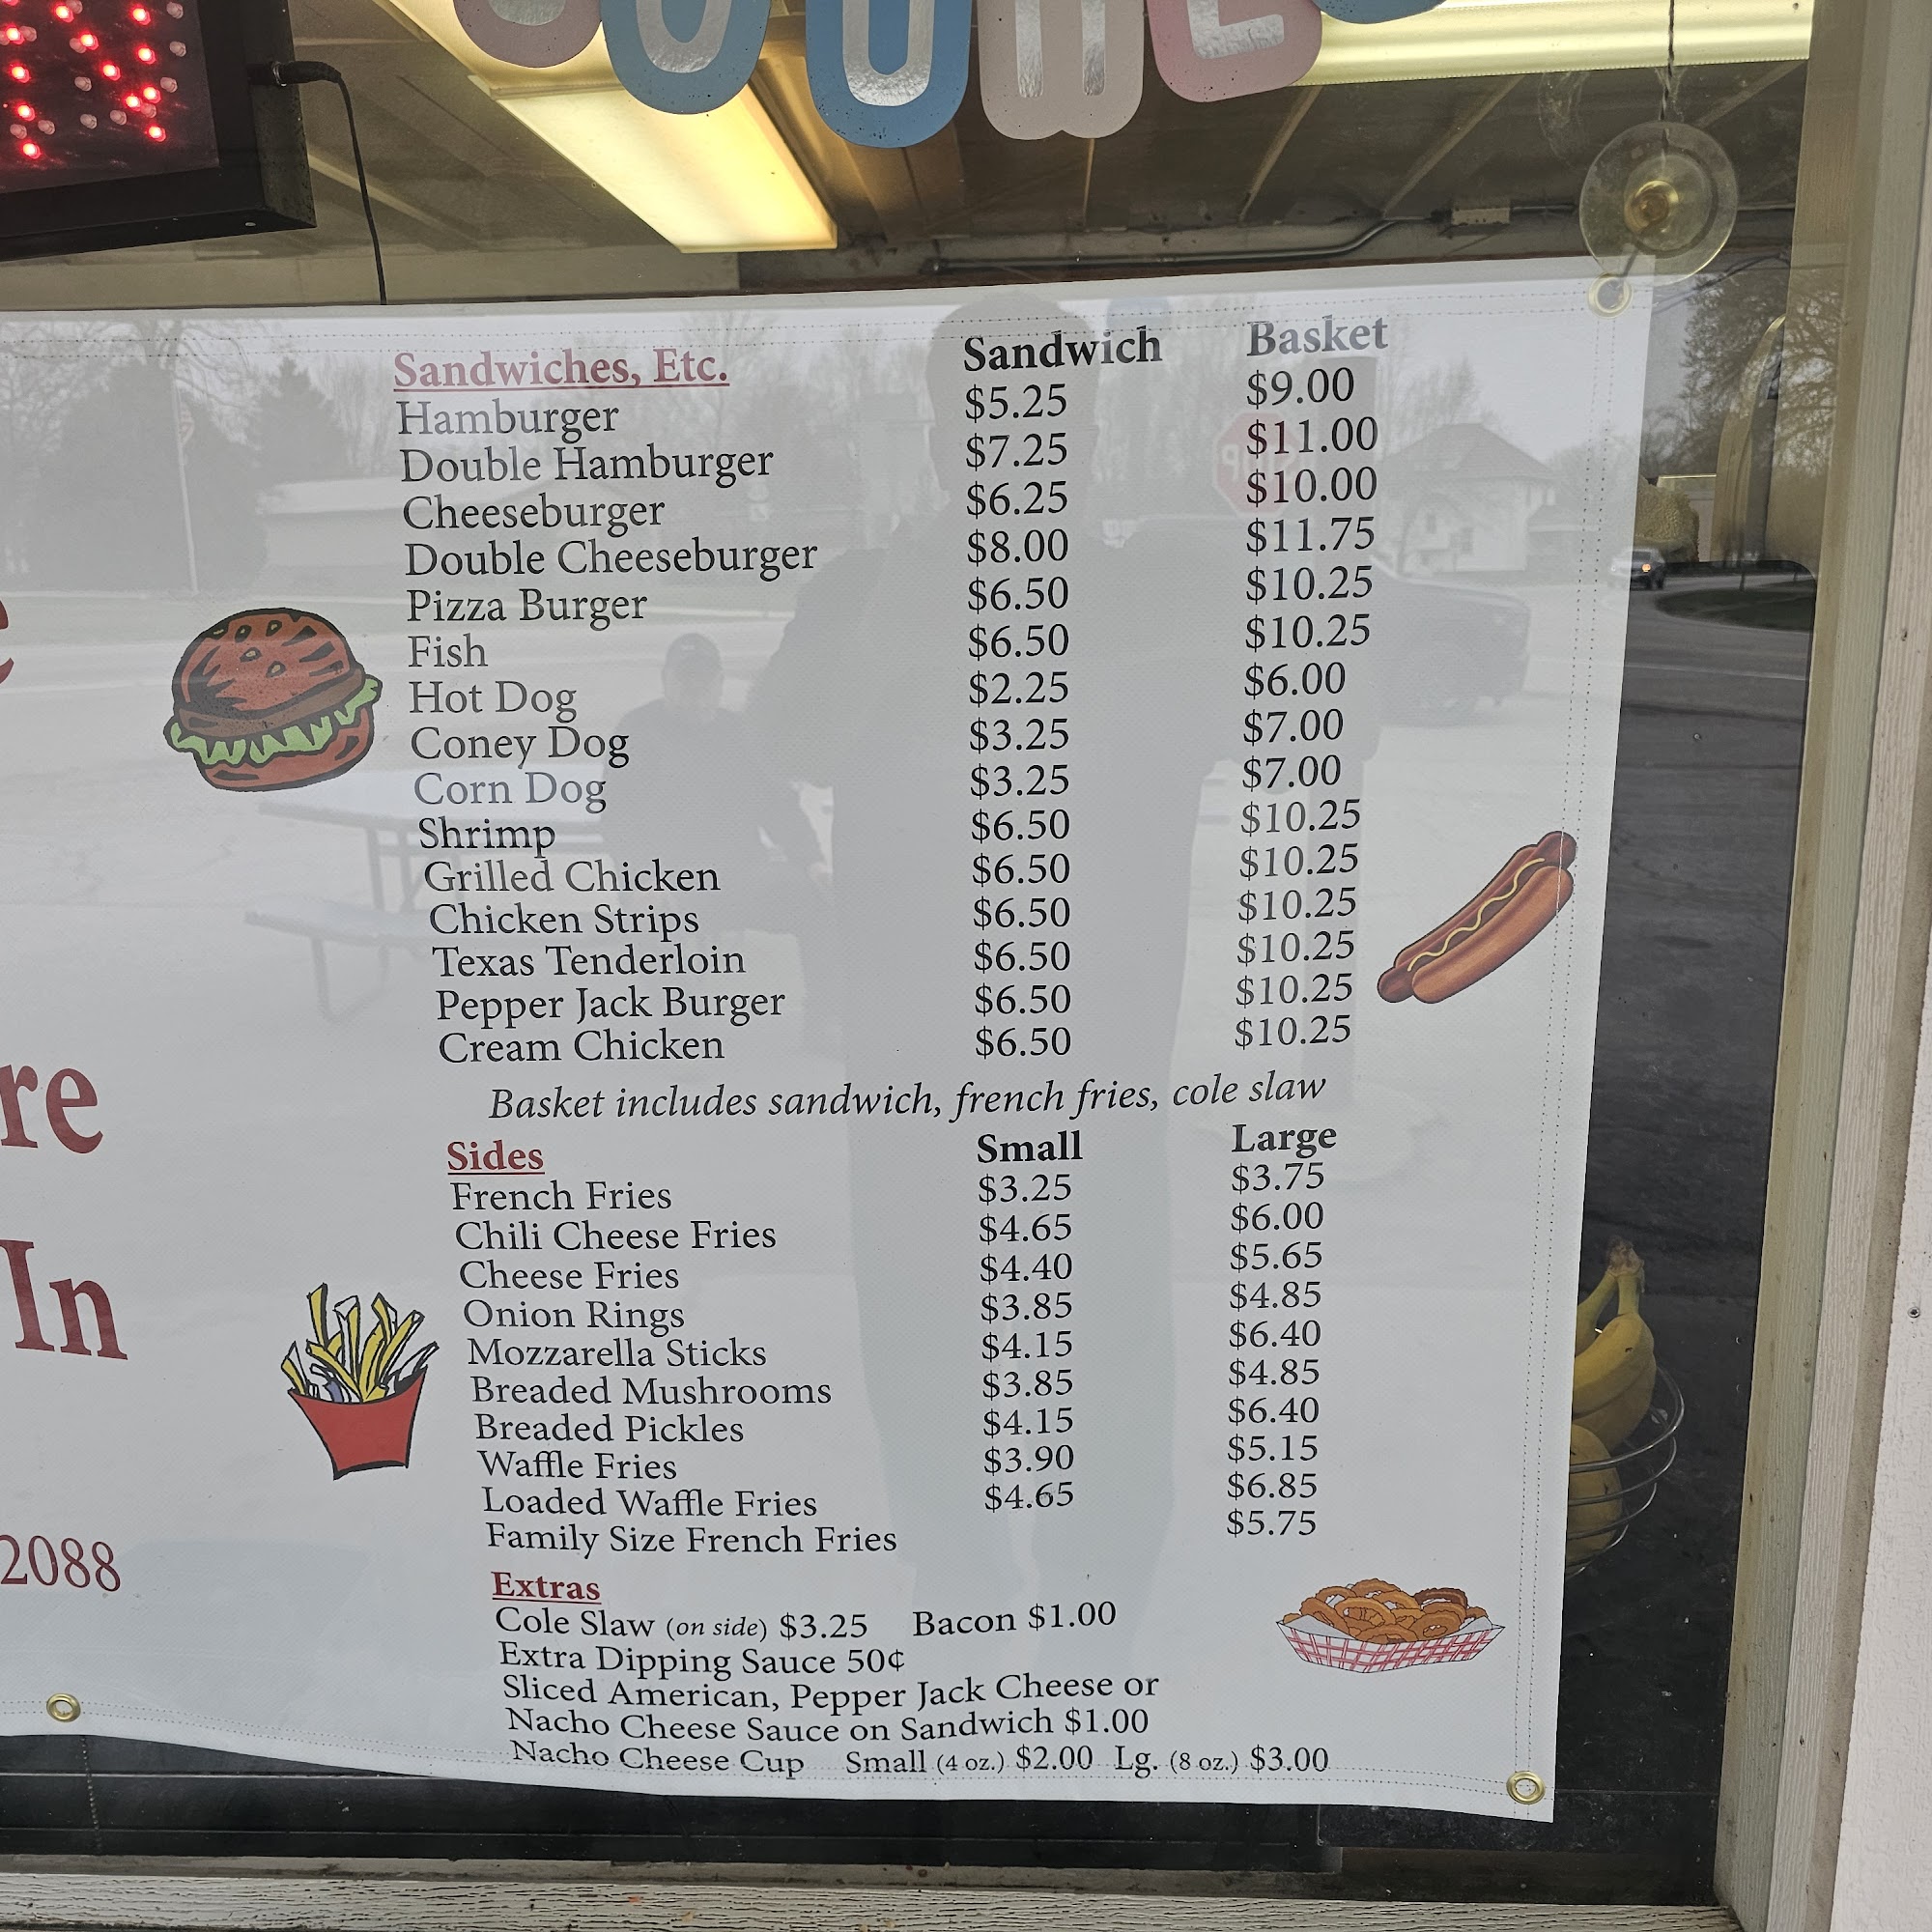 Sandwiches, Etc. Sandwich Basket
Hamburger $5.25 $9.00
Double Hamburger $7.25 $11.00
Cheeseburger $6.25 $10.00
Double Cheeseburger $8.00 $11.75
Pizza Burger $6.50 $10.25
Fish $6.50 $10.25
Hot Dog $2.25 $6.00
Coney Dog $3.25 $7.00
Corn Dog $3.25 $7.00
Shrimp $6.50 $10.25
Grilled Chicken $6.50 $10.25
Chicken Strips $6.50 $10.25
Texas Tenderloin $6.50 $10.25
Pepper Jack Burger $6.50 $10.25
Cream Chicken $6.50 $10.25
Basket includes sandwich, french fries, cole slaw
Sides Small Large
French Fries $3.25 $3.75
Chili Cheese Fries $4.65 $6.00
Cheese Fries $4.40 $5.65
Onion Rings $3.85 $4.85
Mozzarella Sticks $4.15 $6.40
Breaded Mushrooms $3.85 $4.85
Breaded Pickles $4.15 $6.40
Waffle Fries $3.90 $5.15
Loaded Waffle Fries $4.65 $6.85
Family Size French Fries $5.75
Extras
Cole Slaw (on side) $3.25 Bacon $1.00
Extra Dipping Sauce 50¢
Sliced American, Pepper Jack Cheese or
Nacho Cheese Sauce on Sandwich $1.00
Nacho Cheese Cup Small (4 oz.) $2.00 Lg. (8 oz.) $3.00
re
In
2088